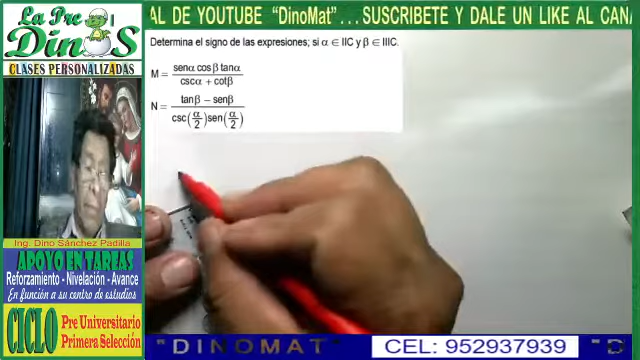 La Pre
DinoS
CLASES PERSONALIZADAS
AL DE YOUTUBE "DinoMat"...SUSCRIBETE Y DALE UN LIKE AL CANA
Determina el signo de las expresiones; si α ∈ IIC y β ∈ IIIC.
M = (senα cosβ tanα) / (cscα + cotβ)
N = (tanβ − senβ) / (csc(α/2)sen(α/2))
Ing. Dino Sánchez Padilla
APOYO EN TAREAS
Reforzamiento - Nivelación - Avance
En función a su centro de estudios
CICLO Pre Universitario
Primera Selección
"DINOMAT" CEL: 952937939 "D